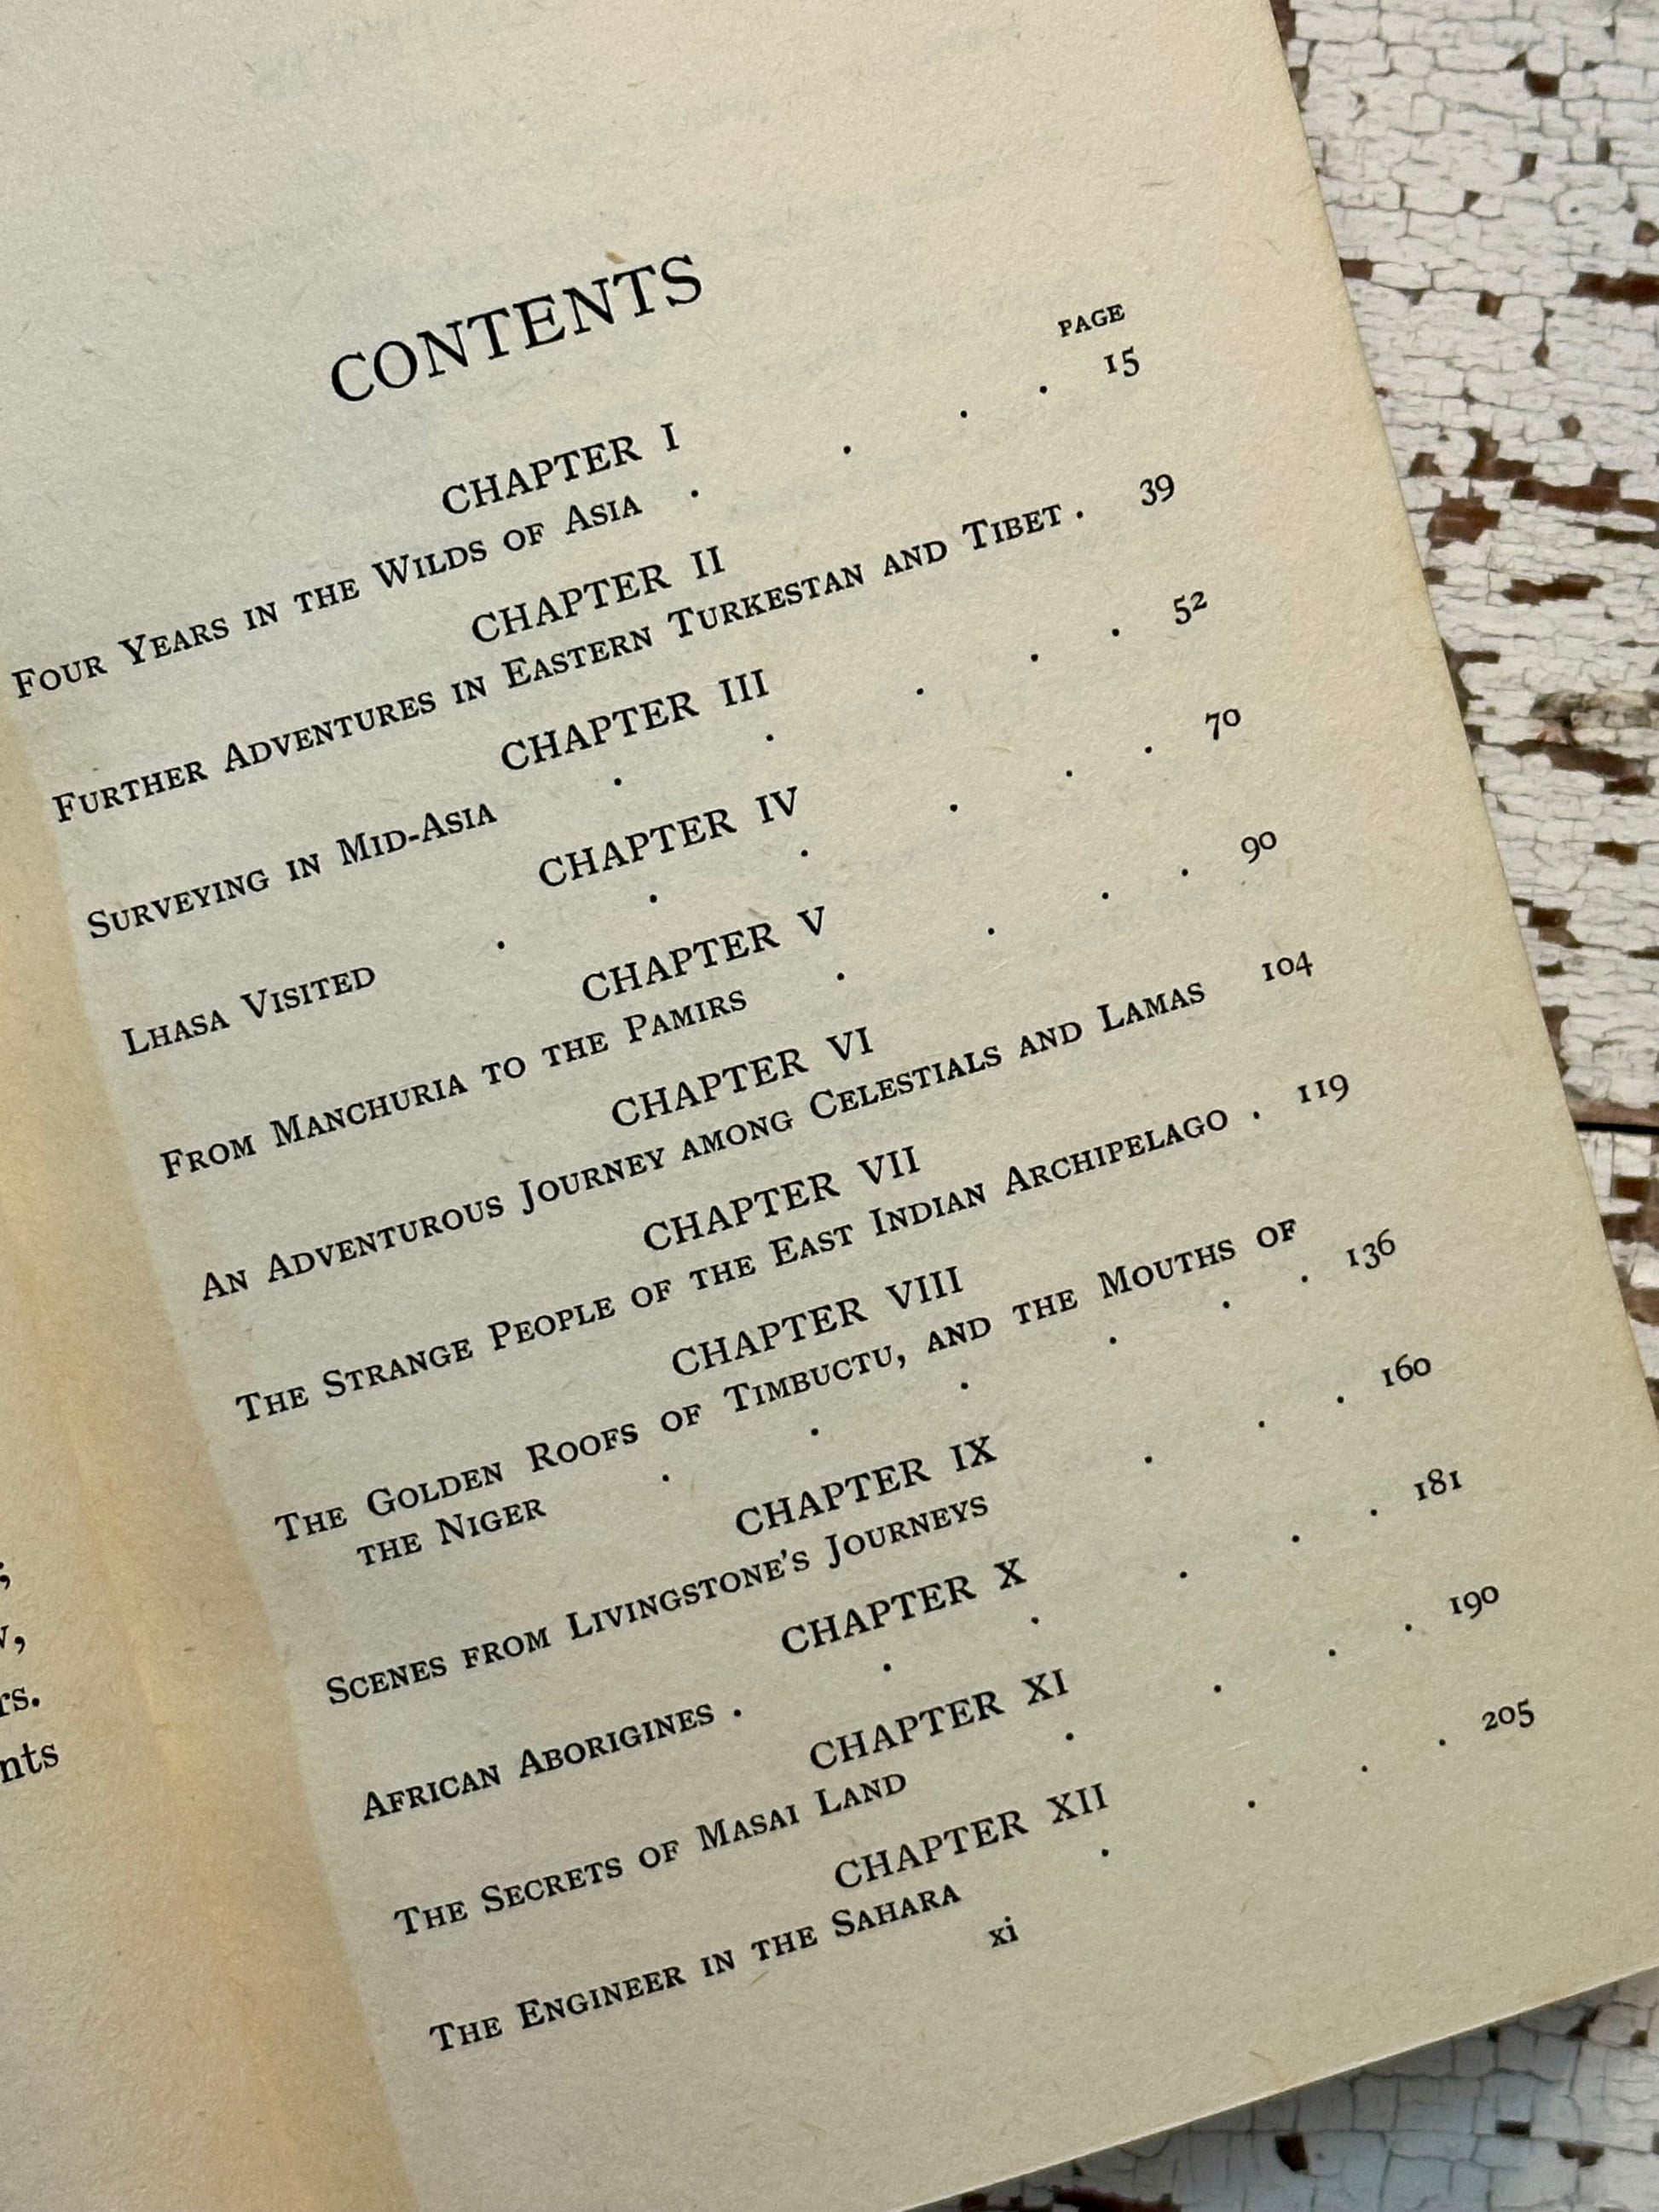 CONTENTS
PAGE
CHAPTER I
Four Years in the Wilds of Asia . . . . 15
CHAPTER II
Further Adventures in Eastern Turkestan and Tibet . 39
CHAPTER III
Surveying in Mid-Asia . . . . . 52
CHAPTER IV
Lhasa Visited . . . . . . 70
CHAPTER V
From Manchuria to the Pamirs . . . . 90
CHAPTER VI
An Adventurous Journey among Celestials and Lamas 104
CHAPTER VII
The Strange People of the East Indian Archipelago . 119
CHAPTER VIII
The Golden Roofs of Timbuctu, and the Mouths of
the Niger . . . . . . 136
CHAPTER IX
Scenes from Livingstone's Journeys . . . 160
CHAPTER X
African Aborigines . . . . . . 181
CHAPTER XI
The Secrets of Masai Land . . . . 190
CHAPTER XII
The Engineer in the Sahara . . . . 205
xi